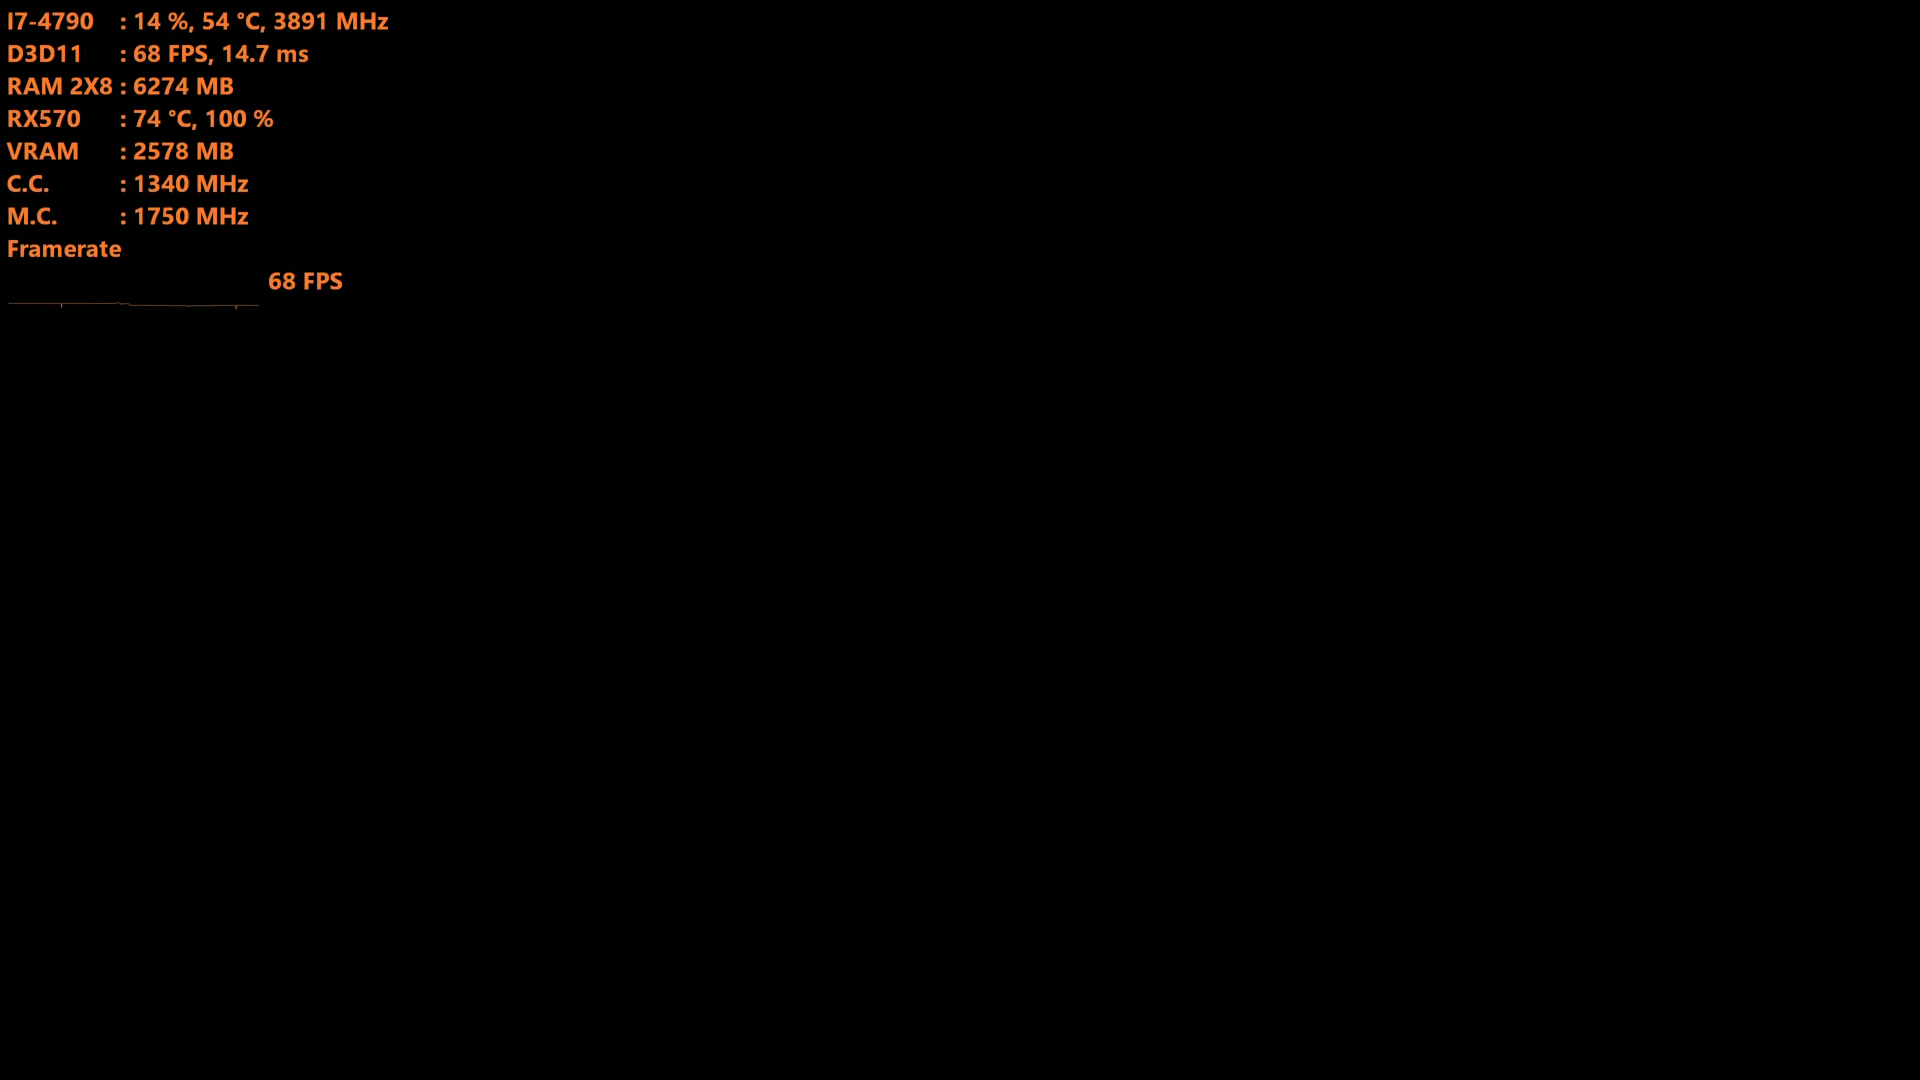 I7-4790 : 14 %, 54 °C, 3891 MHz
D3D11 : 68 FPS, 14.7 ms
RAM 2X8 : 6274 MB
RX570 : 74 °C, 100 %
VRAM : 2578 MB
C.C. : 1340 MHz
M.C. : 1750 MHz
Framerate
68 FPS